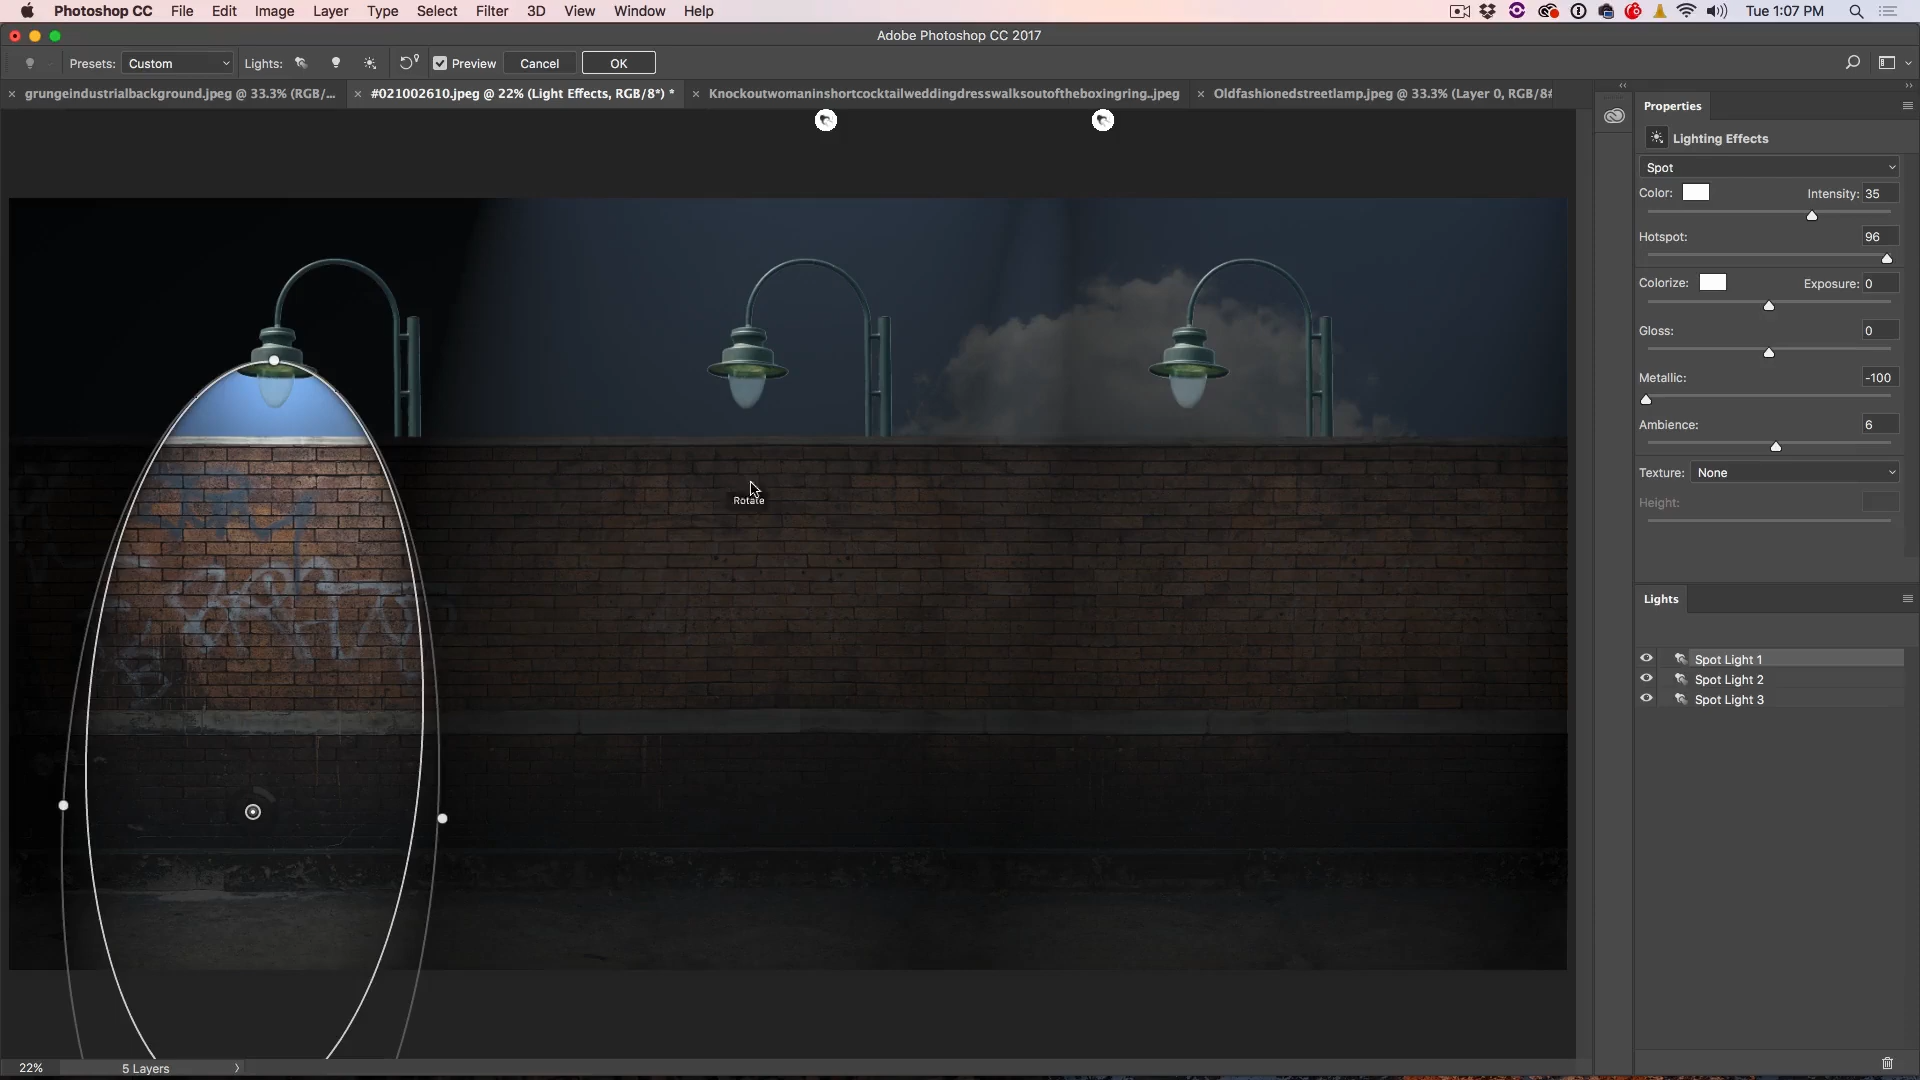 Photoshop CC File Edit Image Layer Type Select Filter 3D View Window Help Tue 1:07 PM
Adobe Photoshop CC 2017
Presets: Custom Lights: Preview Cancel OK
× grungeindustrialbackground.jpeg @ 33.3% (RGB/... × #021002610.jpeg @ 22% (Light Effects, RGB/8*) * × Knockoutwomaninshortcocktailweddingdresswalksoutoftheboxingring..jpeg × Oldfashionedstreetlamp.jpeg @ 33.3% (Layer 0, RGB/8#
Properties
Lighting Effects
Spot
Color: Intensity: 35
Hotspot: 96
Colorize: Exposure: 0
Gloss: 0
Metallic: -100
Ambience: 6
Texture: None
Height:
Rotate
Lights
Spot Light 1
Spot Light 2
Spot Light 3
22% 5 Layers